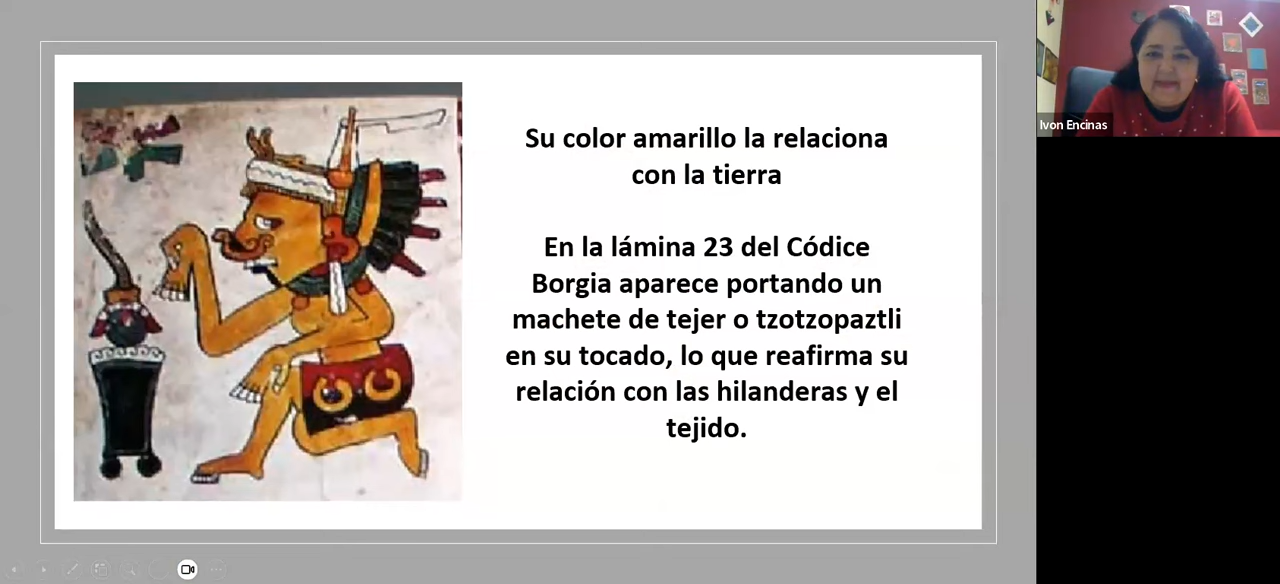 Su color amarillo la relaciona
con la tierra
En la lámina 23 del Códice
Borgia aparece portando un
machete de tejer o tzotzopaztli
en su tocado, lo que reafirma su
relación con las hilanderas y el
tejido.
Ivon Encinas